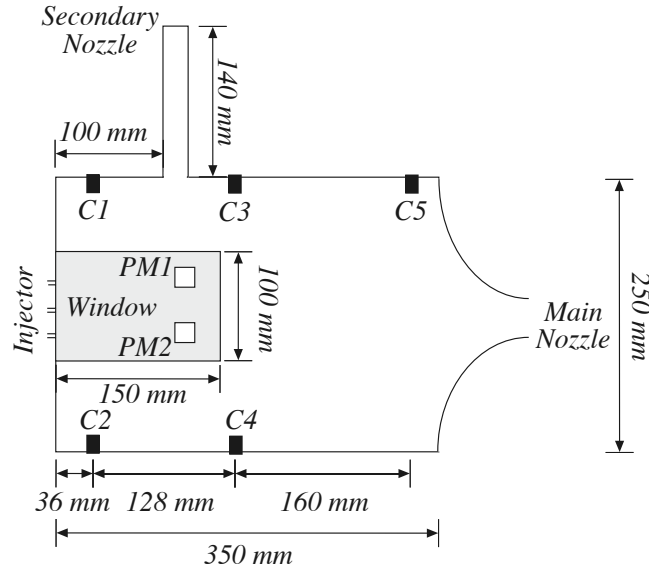 Secondary
Nozzle
140 mm
100 mm
C1
C3
C5
PM1
Window
PM2
Injector
100 mm
250 mm
Main
Nozzle
150 mm
C2
C4
36 mm
128 mm
160 mm
350 mm